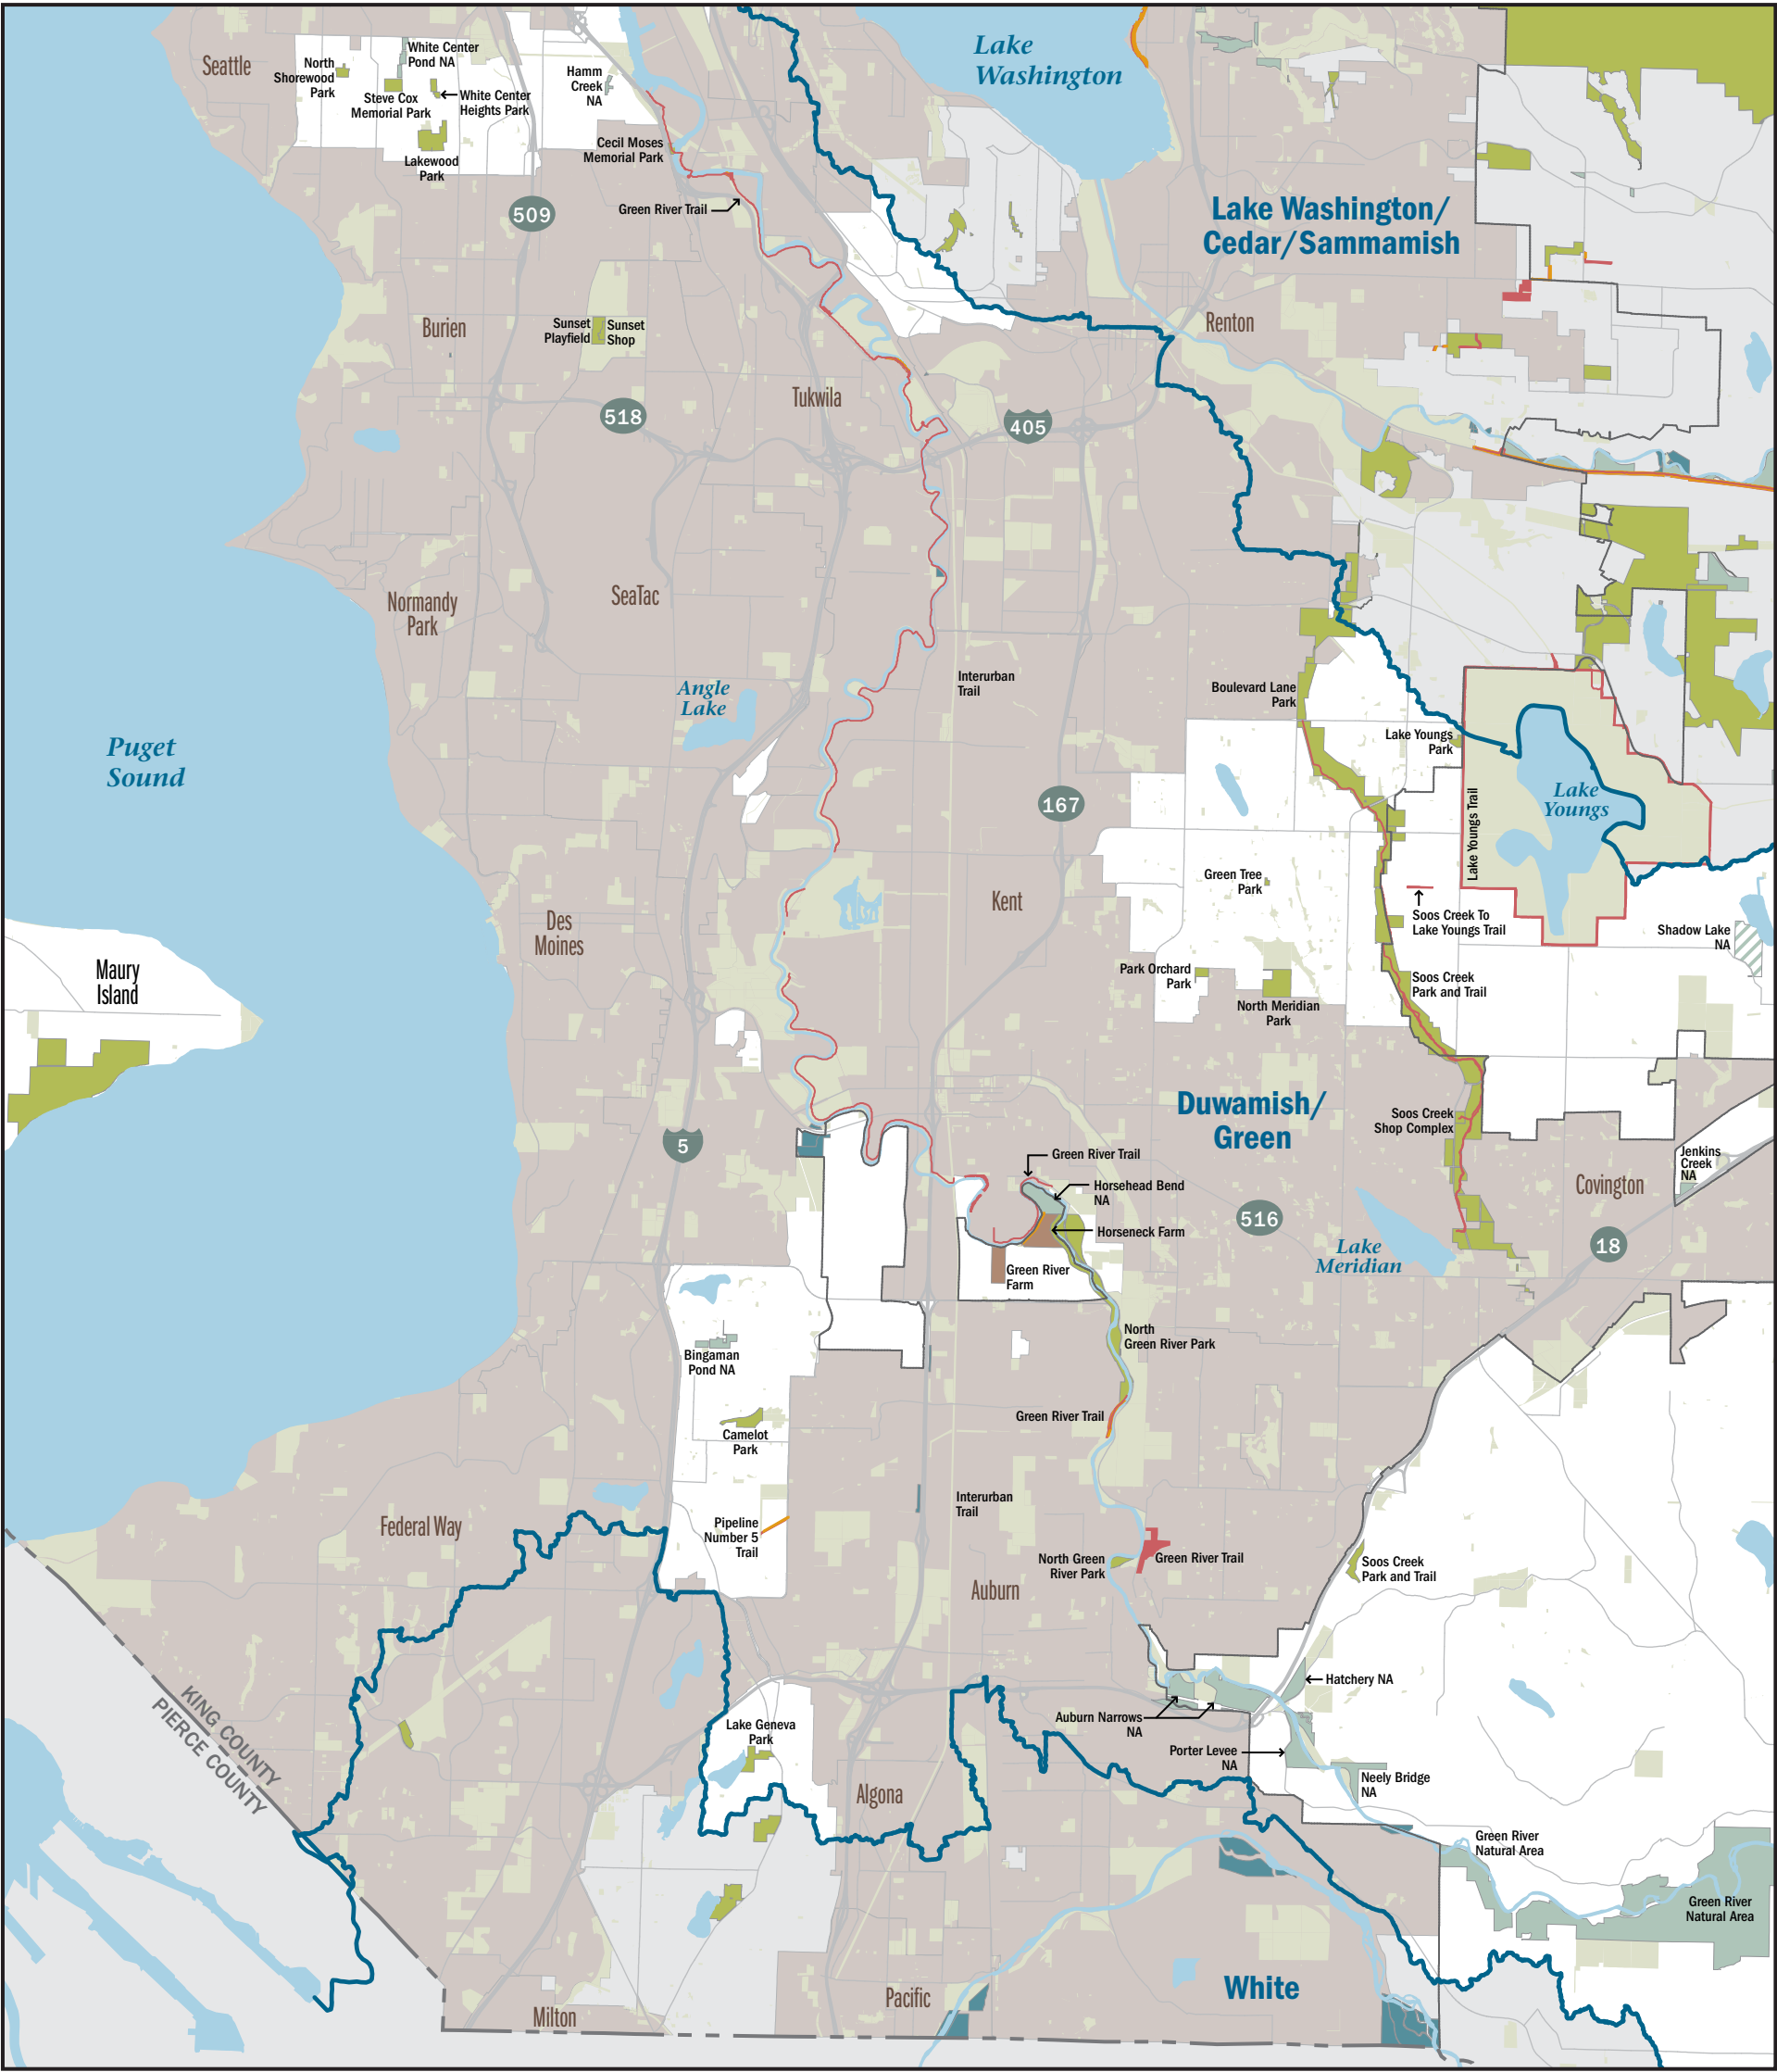 Seattle
North
Shorewood
Park
White Center
Pond NA
Steve Cox
Memorial Park
White Center
Heights Park
Lakewood
Park
Hamm
Creek
NA
Cecil Moses
Memorial Park
Green River Trail
Lake
Washington
Lake Washington/
Cedar/Sammamish
509
Burien
Sunset
Playfield
Sunset
Shop
Renton
Tukwila
518
405
Normandy
Park
SeaTac
Angle
Lake
Interurban
Trail
Boulevard Lane
Park
Lake Youngs
Park
Puget
Sound
167
Lake Youngs Trail
Lake
Youngs
Green Tree
Park
Kent
Soos Creek To
Lake Youngs Trail
Shadow Lake
NA
Des
Moines
Maury
Island
Park Orchard
Park
North Meridian
Park
Soos Creek
Park and Trail
Duwamish/
Green
Soos Creek
Shop Complex
5
Green River Trail
Horsehead Bend
NA
Horseneck Farm
Green River
Farm
516
Jenkins
Creek
NA
Covington
18
Lake
Meridian
North
Green River Park
Bingaman
Pond NA
Camelot
Park
Green River Trail
Interurban
Trail
Federal Way
Pipeline
Number 5
Trail
North Green
River Park
Green River Trail
Soos Creek
Park and Trail
Auburn
Hatchery NA
KING COUNTY
PIERCE COUNTY
Auburn Narrows
NA
Lake Geneva
Park
Porter Levee
NA
Neely Bridge
NA
Algona
Green River
Natural Area
Green River
Natural Area
White
Pacific
Milton